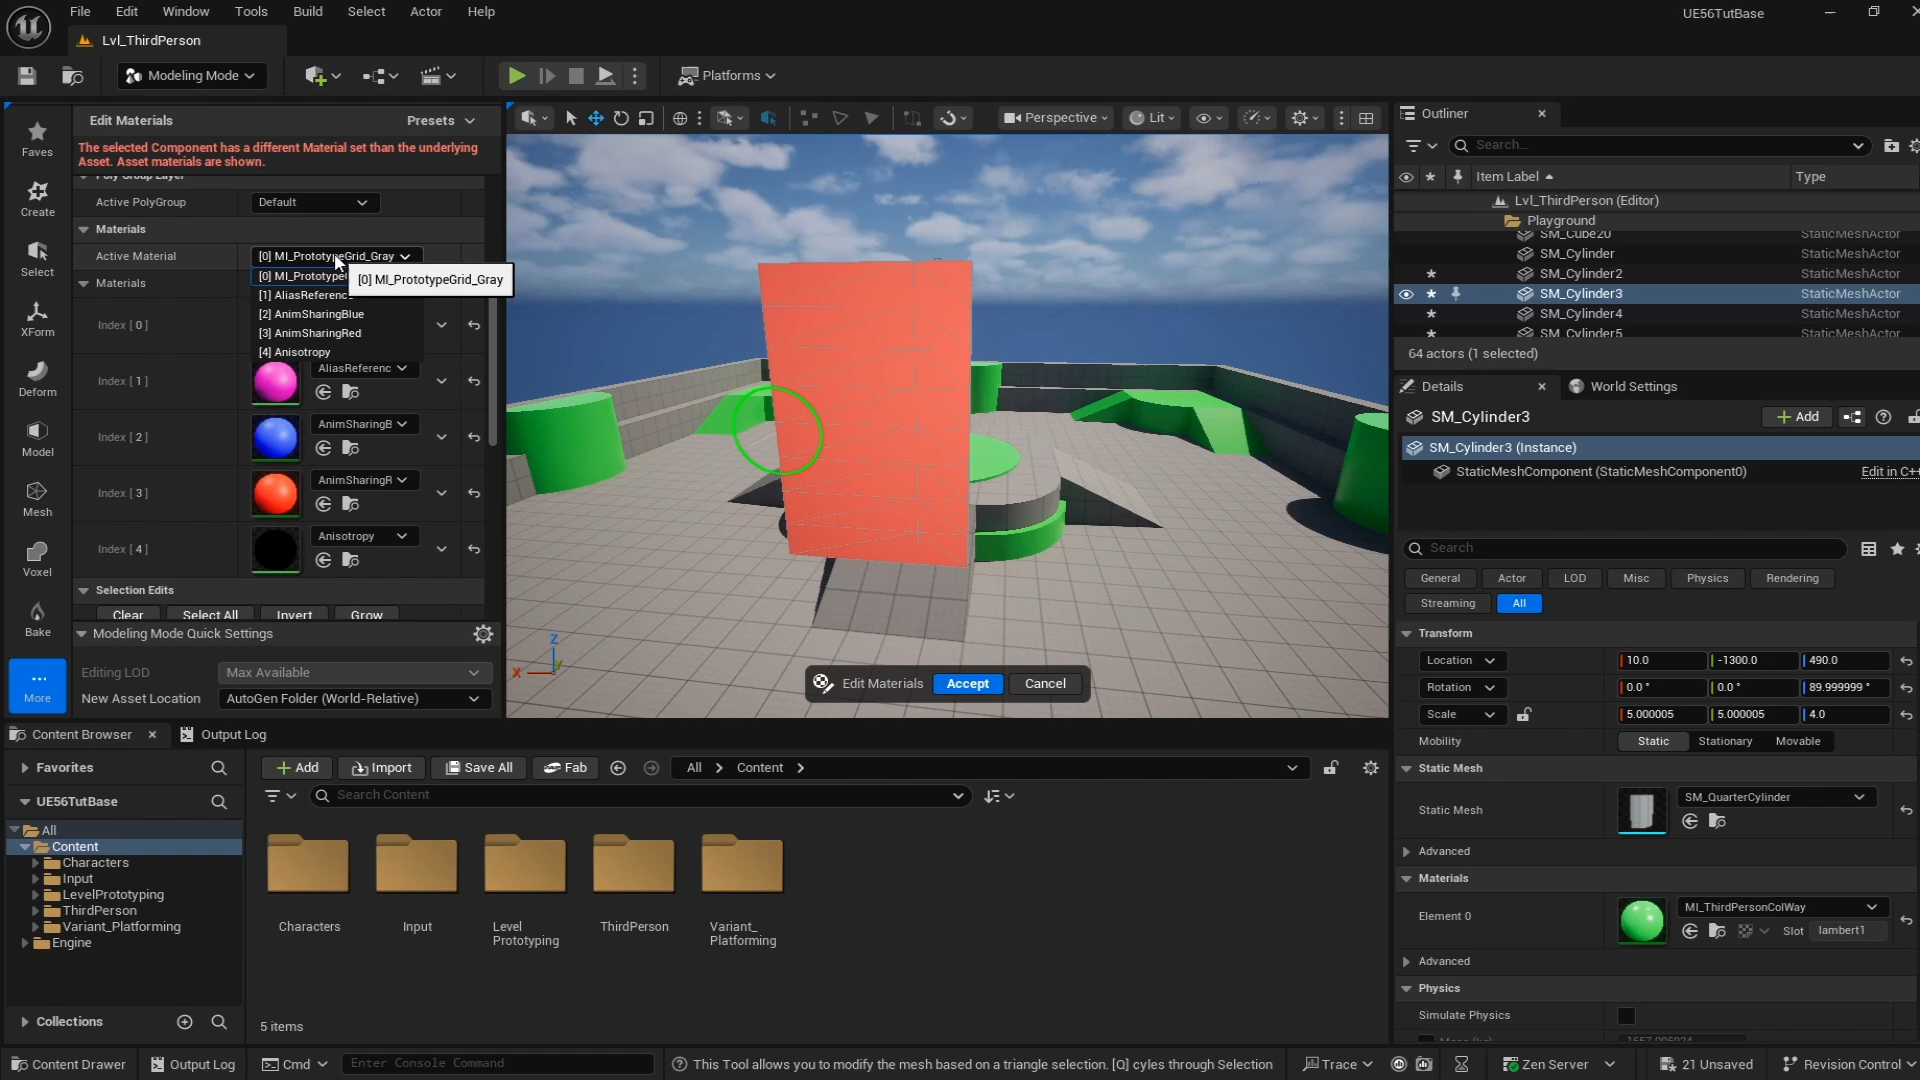 File Edit Window Tools Build Select Actor Help
UE56TutBase
Lvl_ThirdPerson
Modeling Mode
Platforms
Edit Materials
Presets
The selected Component has a different Material set than the underlying
Asset. Asset materials are shown.
Poly Group Layer
Active PolyGroup
Default
Materials
Active Material
[0] MI_PrototypeGrid_Gray
[0] MI_Prototype
[0] MI_PrototypeGrid_Gray
Materials
[1] AliasReference
[2] AnimSharingBlue
[3] AnimSharingRed
[4] Anisotropy
Index [ 0 ]
Index [ 1 ]
AliasReferenc
Index [ 2 ]
AnimSharingB
Index [ 3 ]
AnimSharingR
Index [ 4 ]
Anisotropy
Selection Edits
Clear Select All Invert Grow
Modeling Mode Quick Settings
Editing LOD
Max Available
New Asset Location
AutoGen Folder (World-Relative)
Faves
Create
Select
XForm
Deform
Model
Mesh
Voxel
Bake
More
Perspective
Lit
Z
X
Y
Edit Materials
Accept
Cancel
Outliner
Search...
Item Label
Type
Lvl_ThirdPerson (Editor)
Playground
SM_Cube20 StaticMeshActor
SM_Cylinder StaticMeshActor
SM_Cylinder2 StaticMeshActor
SM_Cylinder3 StaticMeshActor
SM_Cylinder4 StaticMeshActor
SM_Cylinder5 StaticMeshActor
64 actors (1 selected)
Details
World Settings
SM_Cylinder3
Add
SM_Cylinder3 (Instance)
StaticMeshComponent (StaticMeshComponent0)
Edit in C++
Search
General Actor LOD Misc Physics Rendering
Streaming All
Transform
Location 10.0 -1300.0 490.0
Rotation 0.0 ° 0.0 ° 89.999999 °
Scale 5.000005 5.000005 4.0
Mobility Static Stationary Movable
Static Mesh
Static Mesh
SM_QuarterCylinder
Advanced
Materials
Element 0
MI_ThirdPersonColWay
Slot lambert1
Advanced
Physics
Simulate Physics
Content Browser
Output Log
Favorites
UE56TutBase
All
Content
Characters
Input
LevelPrototyping
ThirdPerson
Variant_Platforming
Engine
Collections
Add Import Save All Fab
All Content
Search Content
Characters
Input
Level
Prototyping
ThirdPerson
Variant_
Platforming
5 items
Content Drawer
Output Log
Cmd
Enter Console Command
This Tool allows you to modify the mesh based on a triangle selection. [Q] cyles through Selection
Trace
Zen Server
21 Unsaved
Revision Control